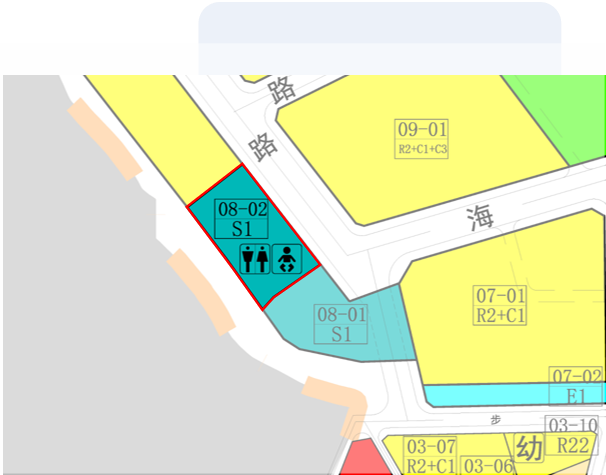 路
09-01
R2+C1+C3
路
08-02
S1
海
07-01
R2+C1
08-01
S1
07-02
E1
步
03-10
R22
幼
03-07
R2+C1
03-06